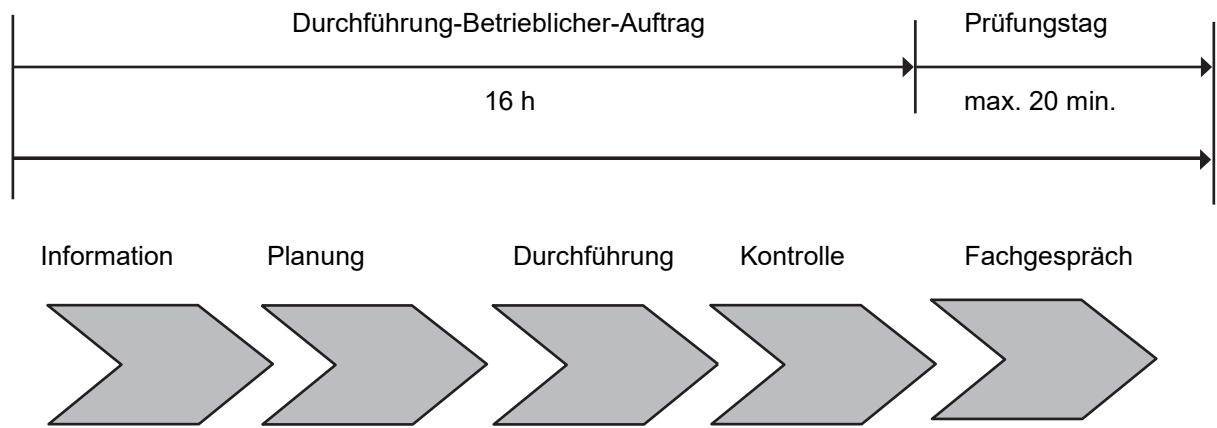 Durchführung-Betrieblicher-Auftrag Prüfungstag
16 h max. 20 min.
Information Planung Durchführung Kontrolle Fachgespräch